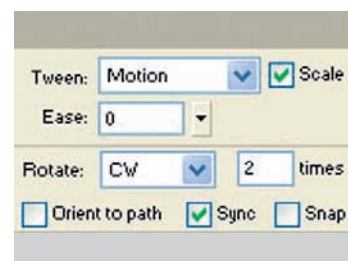 Tween: Motion Scale
Ease: 0
Rotate: CW 2 times
Orient to path Sync Snap